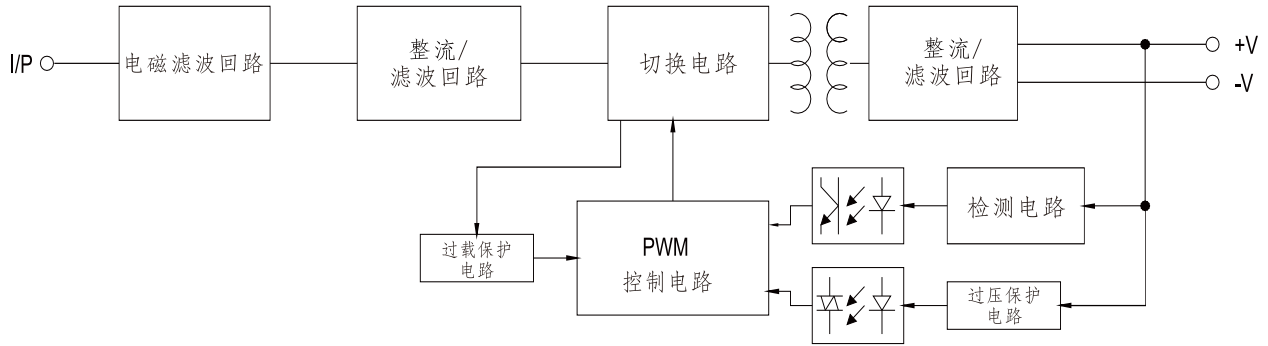 I/P
电磁滤波回路
整流/
滤波回路
切换电路
整流/
滤波回路
+V
-V
检测电路
PWM
控制电路
过载保护
电路
过压保护
电路